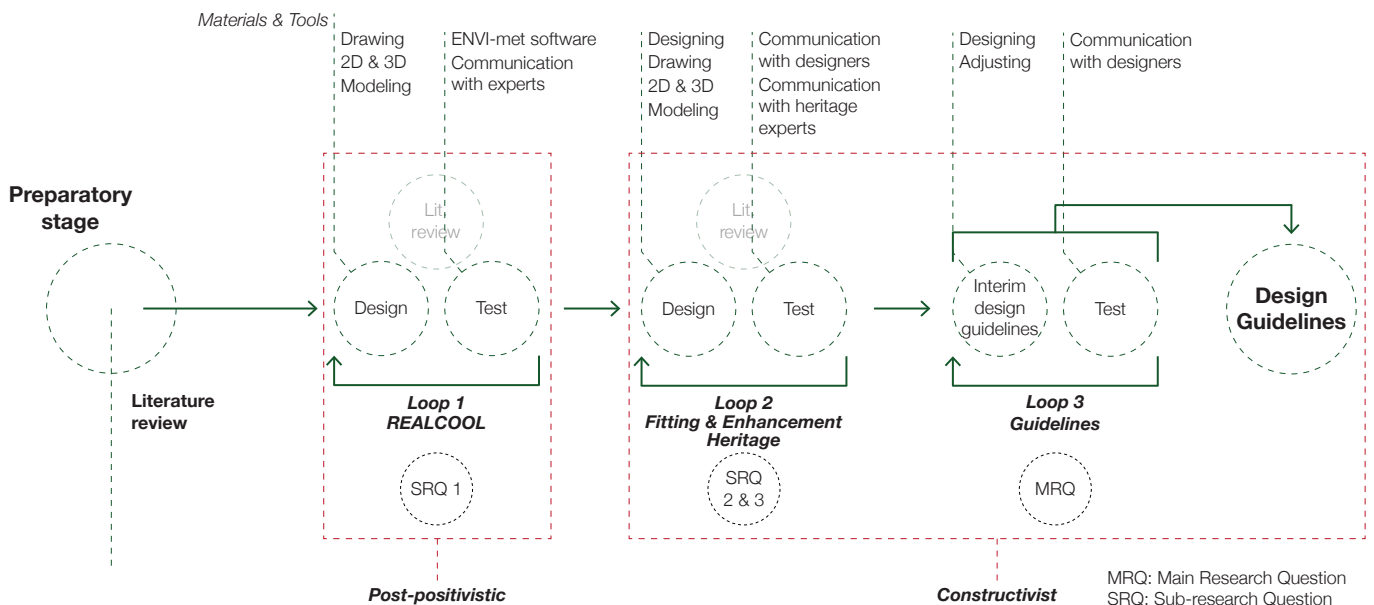 Materials & Tools
Drawing
2D & 3D
Modeling
ENVI-met software
Communication
with experts
Designing
Drawing
2D & 3D
Modeling
Communication
with designers
Communication
with heritage
experts
Designing
Adjusting
Communication
with designers
Preparatory
stage
Literature
review
Lit
review
Design
Test
Loop 1
REALCOOL
SRQ 1
Lit
review
Design
Test
Loop 2
Fitting & Enhancement
Heritage
SRQ
2 & 3
Interim
design
guidelines
Test
Loop 3
Guidelines
MRQ
Design
Guidelines
Post-positivistic
Constructivist
MRQ: Main Research Question
SRQ: Sub-research Question